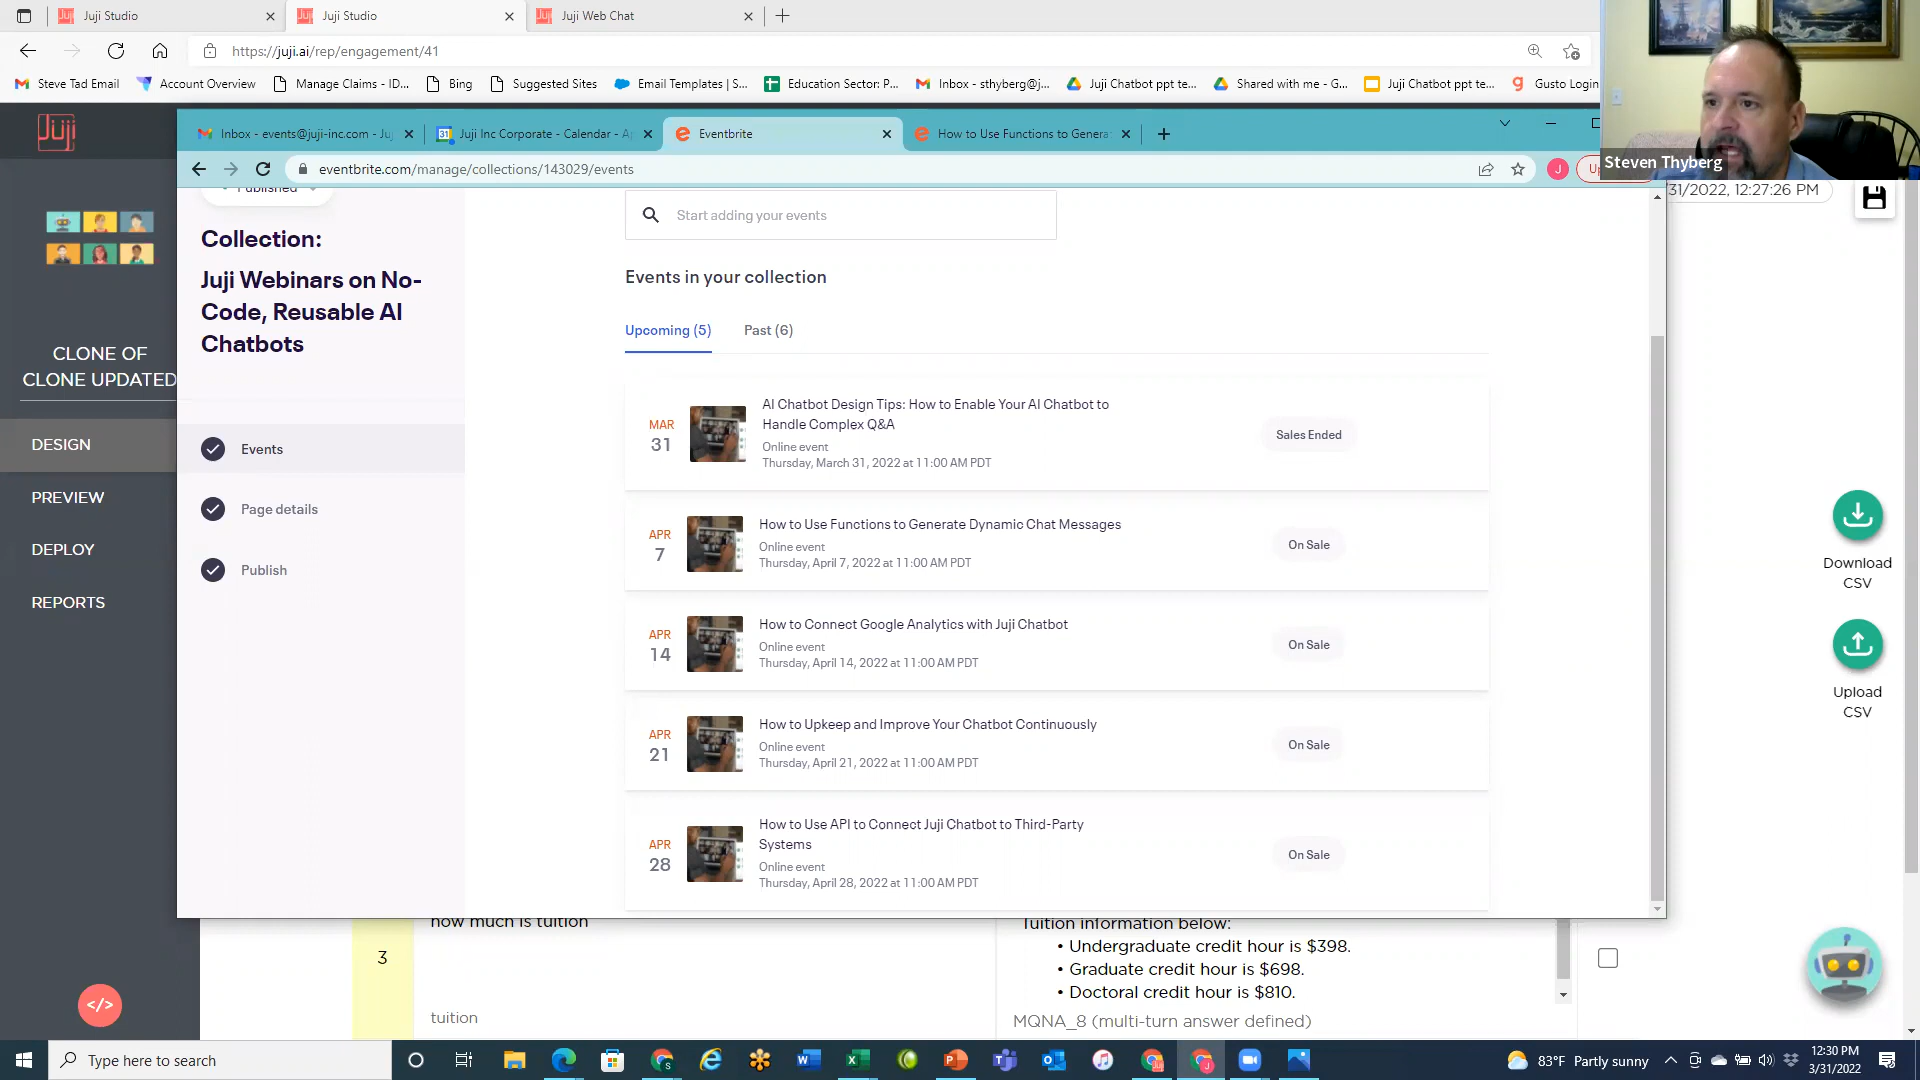 Juji Studio
Juji Studio
Juji Web Chat
https://juji.ai/rep/engagement/41
Steve Tad Email
Account Overview
Manage Claims - ID...
Bing
Suggested Sites
Email Templates | S...
Education Sector: P...
Inbox - sthyberg@j...
Juji Chatbot ppt te...
Shared with me - G...
Juji Chatbot ppt te...
Gusto Login
Juji
Inbox - events@juji-inc.com - Ju
Juji Inc Corporate - Calendar - Ap
Eventbrite
How to Use Functions to Genera
eventbrite.com/manage/collections/143029/events
J
Steven Thyberg
31/2022, 12:27:26 PM
CLONE OF
CLONE UPDATED
DESIGN
PREVIEW
DEPLOY
REPORTS
</>
Published
Collection:
Juji Webinars on No-
Code, Reusable AI
Chatbots
Events
Page details
Publish
Start adding your events
Events in your collection
Upcoming (5)
Past (6)
MAR
31
AI Chatbot Design Tips: How to Enable Your AI Chatbot to
Handle Complex Q&A
Online event
Thursday, March 31, 2022 at 11:00 AM PDT
Sales Ended
APR
7
How to Use Functions to Generate Dynamic Chat Messages
Online event
Thursday, April 7, 2022 at 11:00 AM PDT
On Sale
APR
14
How to Connect Google Analytics with Juji Chatbot
Online event
Thursday, April 14, 2022 at 11:00 AM PDT
On Sale
APR
21
How to Upkeep and Improve Your Chatbot Continuously
Online event
Thursday, April 21, 2022 at 11:00 AM PDT
On Sale
APR
28
How to Use API to Connect Juji Chatbot to Third-Party
Systems
Online event
Thursday, April 28, 2022 at 11:00 AM PDT
On Sale
Download
CSV
Upload
CSV
3
how much is tuition
tuition
Tuition information below:
• Undergraduate credit hour is $398.
• Graduate credit hour is $698.
• Doctoral credit hour is $810.
MQNA_8 (multi-turn answer defined)
Type here to search
83°F Partly sunny
12:30 PM
3/31/2022